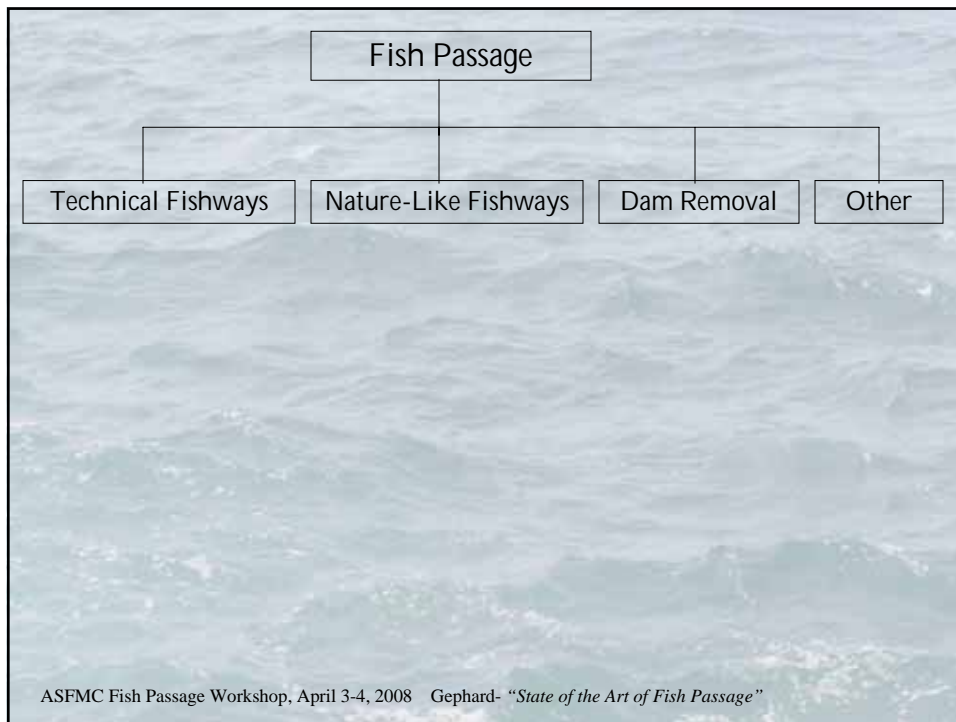 Fish Passage
Technical Fishways
Nature-Like Fishways
Dam Removal
Other
ASFMC Fish Passage Workshop, April 3-4, 2008 Gephard- “State of the Art of Fish Passage”